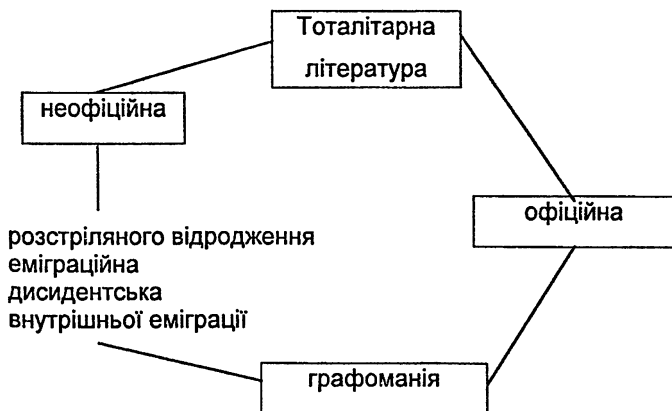 Тоталітарна
література
неофіційна
офіційна
розстріляного відродження
еміграційна
дисидентська
внутрішньої еміграції
графоманія